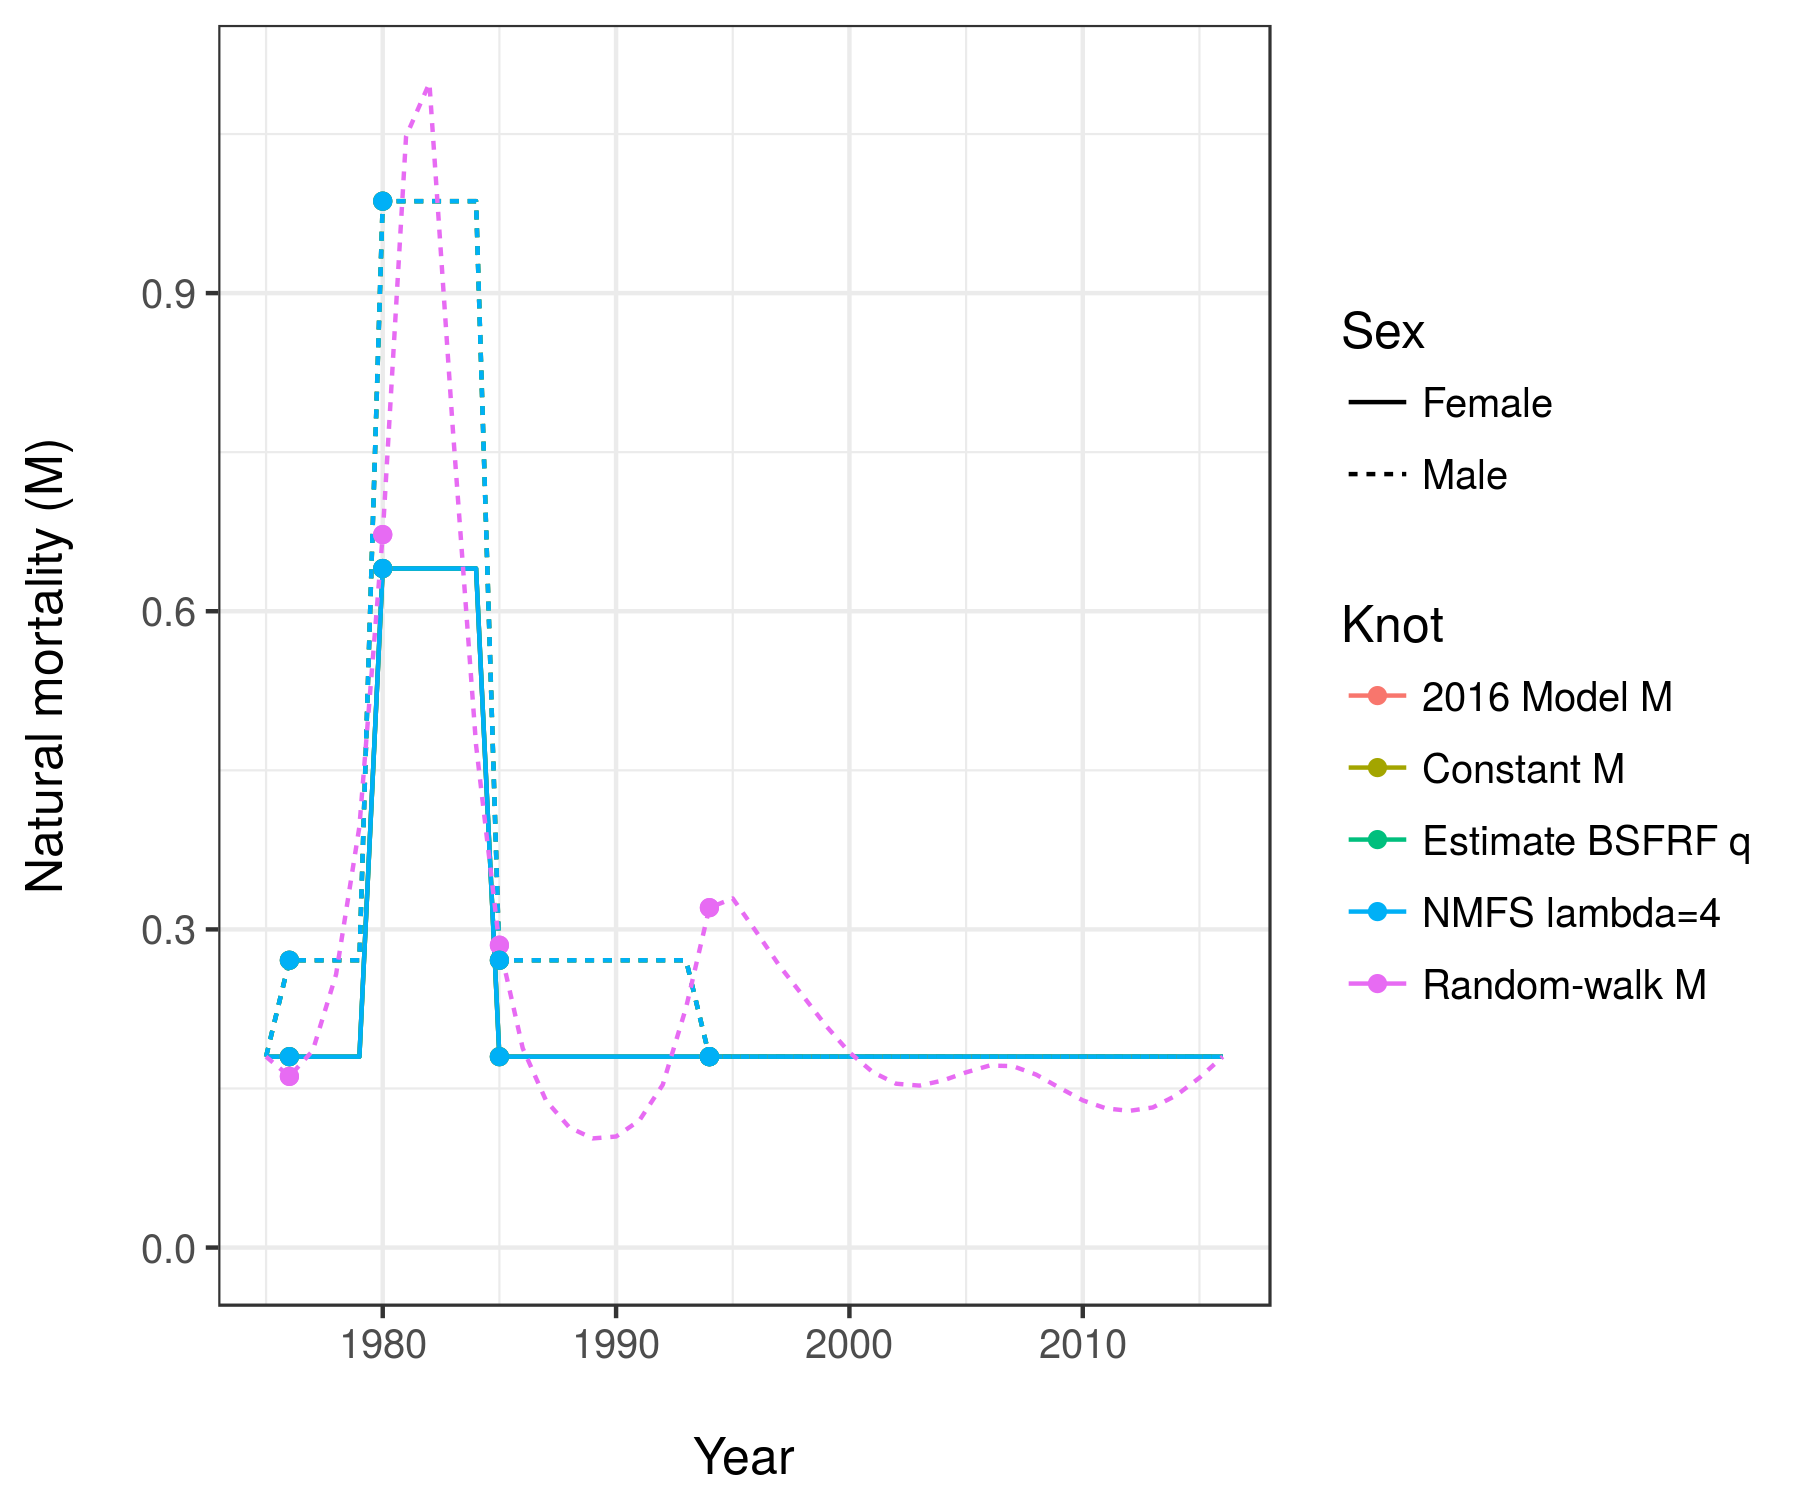 Natural mortality (M)
0.9
0.6
0.3
0.0
1980 1990 2000 2010
Year
Sex
Female
Male
Knot
2016 Model M
Constant M
Estimate BSFRF q
NMFS lambda=4
Random-walk M